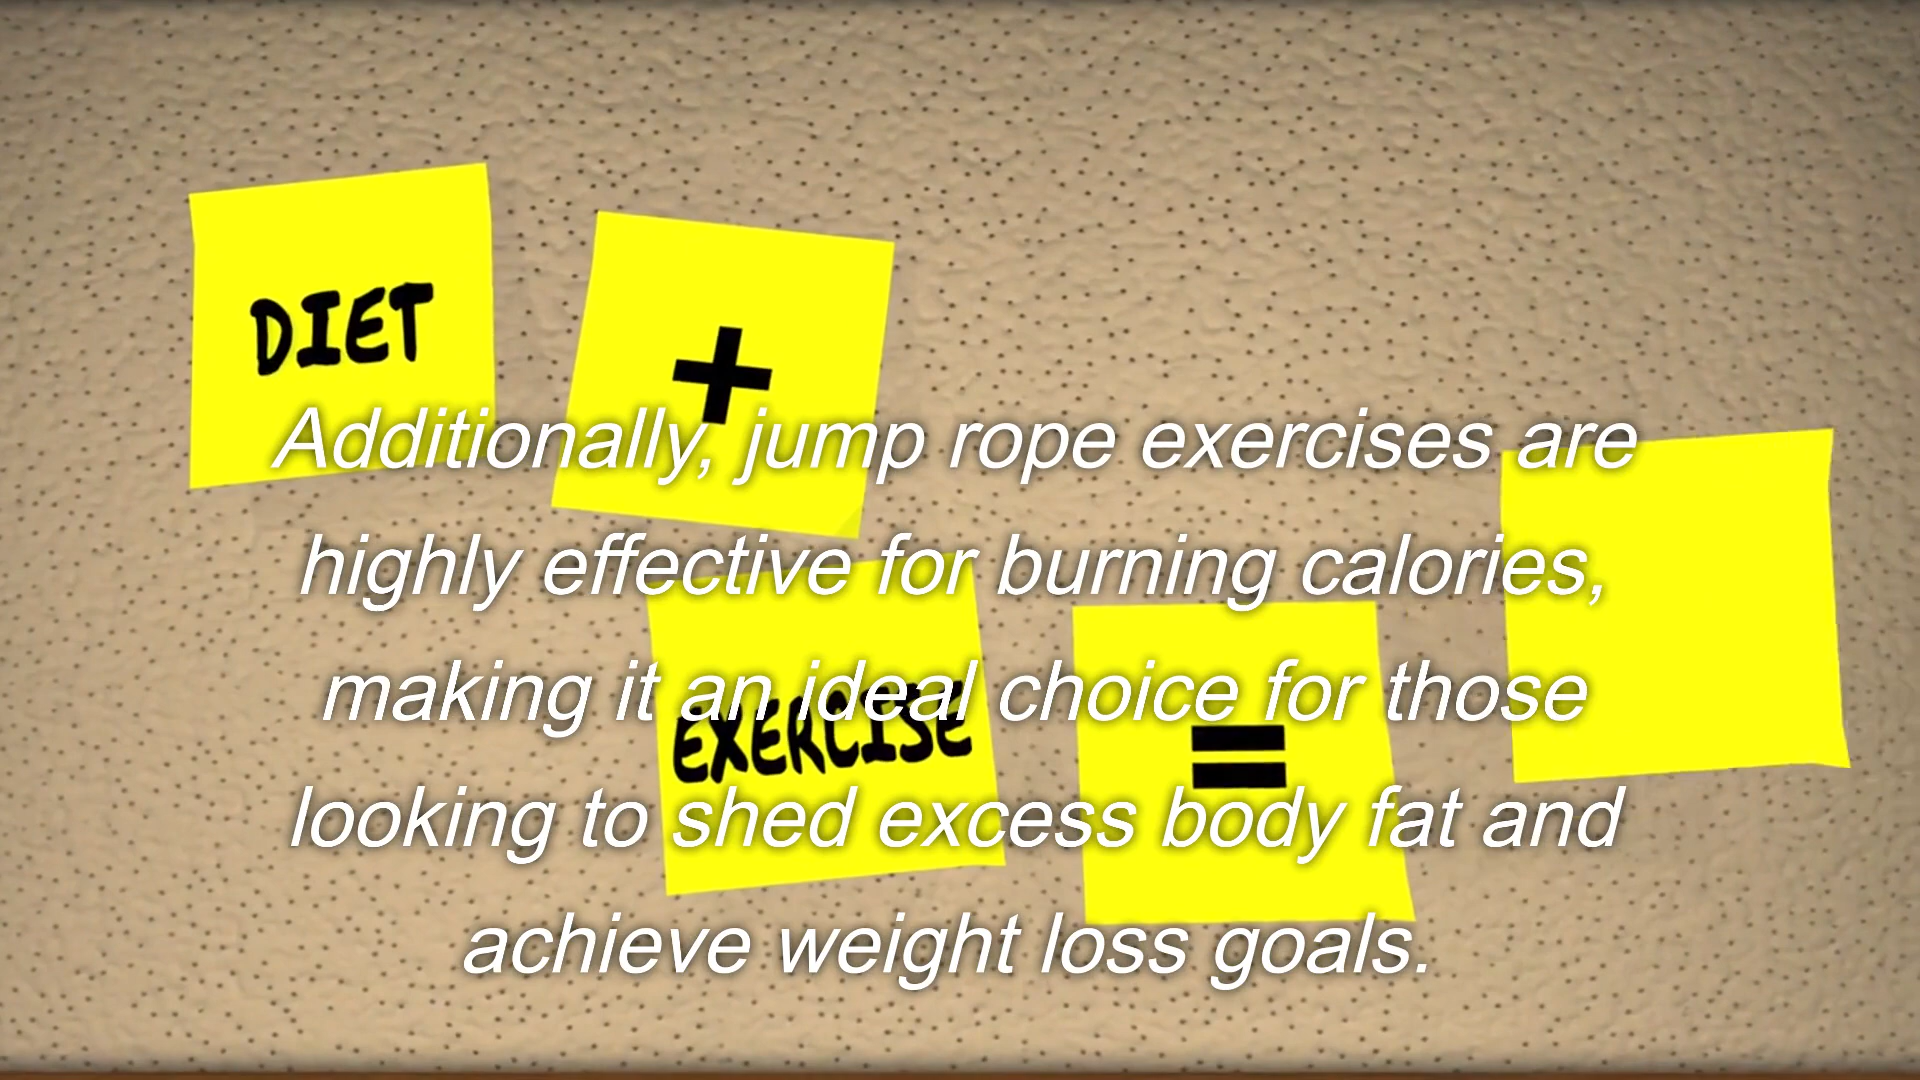 DIET
+
Additionally, jump rope exercises are
highly effective for burning calories,
making it an ideal choice for those
EXERCISE
=
looking to shed excess body fat and
achieve weight loss goals.